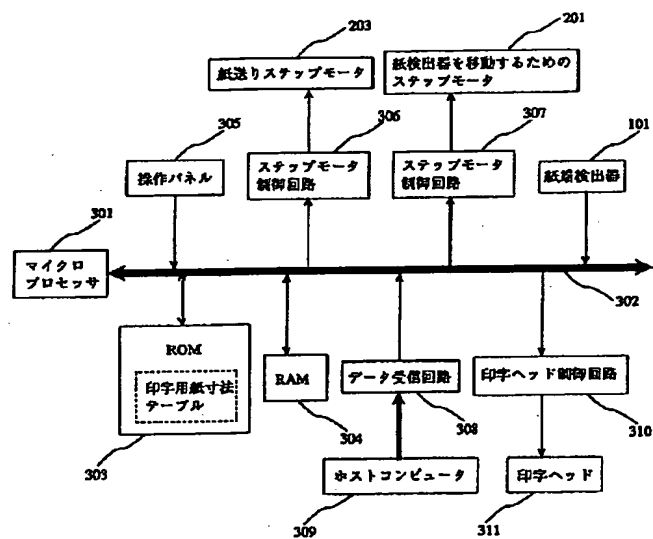 203
201
紙送りステップモータ
紙検出器を移動するための
ステップモータ
305
306
307
101
操作パネル
ステップモータ
制御回路
ステップモータ
制御回路
紙端検出器
301
マイクロ
プロセッサ
302
ROM
印字用紙寸法
テーブル
RAM
データ受信回路
印字ヘッド制御回路
303
304
308
310
ホストコンピュータ
印字ヘッド
309
311